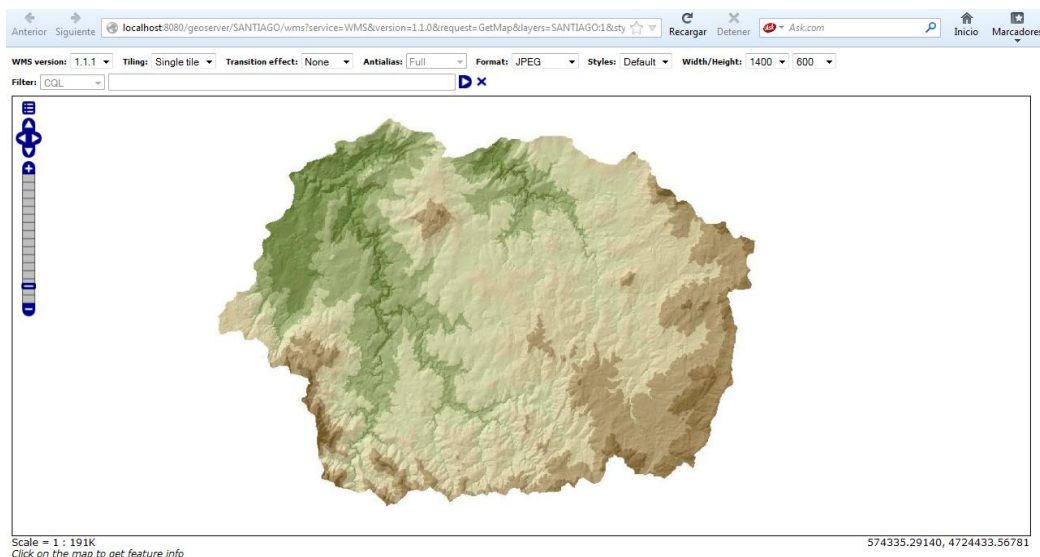 Anterior Siguiente localhost:8080/geoserver/SANTIAGO/wms?service=WMS&version=1.1.0&request=GetMap&layers=SANTIAGO:1&sty Recargar Detener Ask.com Inicio Marcadores
WMS version: 1.1.1 Tiling: Single tile Transition effect: None Antialias: Full Format: JPEG Styles: Default Width/Height: 1400 600
Filter: CQL
Scale = 1 : 191K 574335.29140, 4724433.56781
Click on the map to get feature info